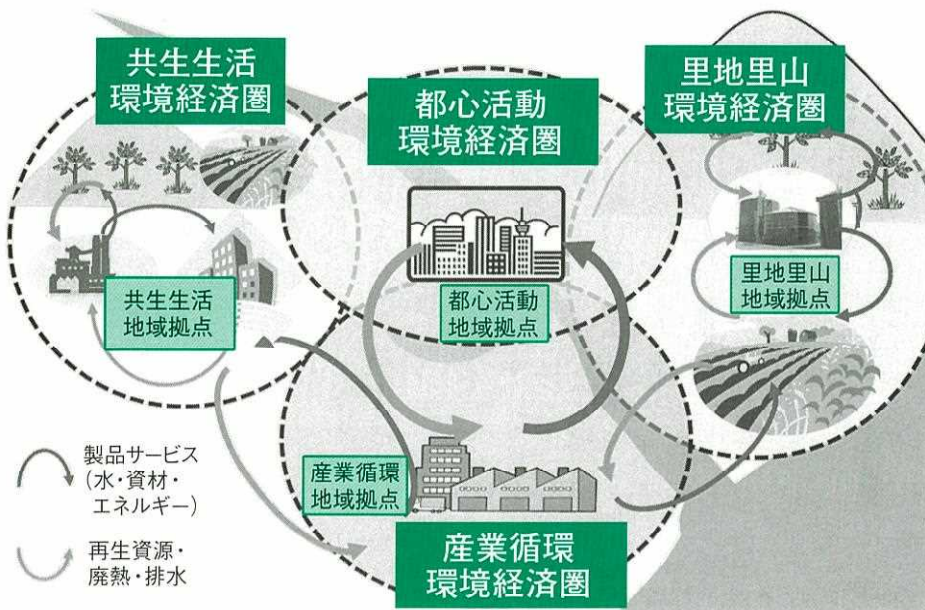 共生生活
環境経済圏
都心活動
環境経済圏
里地里山
環境経済圏
共生生活
地域拠点
都心活動
地域拠点
里地里山
地域拠点
産業循環
地域拠点
産業循環
環境経済圏
製品サービス
(水・資材・
エネルギー)
再生資源・
廃熱・排水